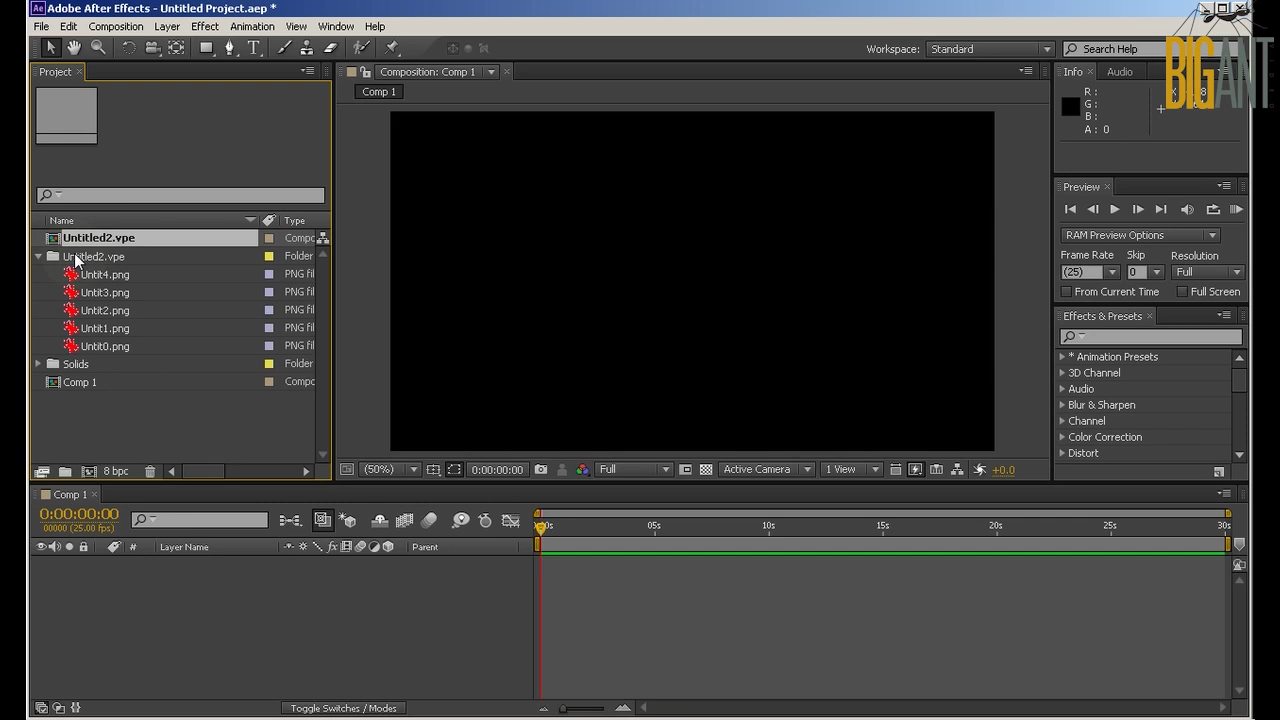 Adobe After Effects - Untitled Project.aep *
File Edit Composition Layer Effect Animation View Window Help
Workspace: Standard Search Help
BIGANT
Project
Composition: Comp 1
Info Audio
Comp 1
R :
G :
B :
A : 0
X
Preview
Name Type
RAM Preview Options
Untitled2.vpe Compo
Untitled2.vpe Folder
Frame Rate Skip Resolution
(25) 0 Full
Untit4.png PNG fil
Untit3.png PNG fil
From Current Time Full Screen
Untit2.png PNG fil
Effects & Presets
Untit1.png PNG fil
Untit0.png PNG fil
* Animation Presets
Solids Folder
3D Channel
Comp 1 Compo
Audio
Blur & Sharpen
Channel
Color Correction
Distort
8 bpc
(50%) 0:00:00:00 Full Active Camera 1 View +0.0
Comp 1
0:00:00:00
00000 (25.00 fps)
05s 10s 15s 20s 25s 30s
# Layer Name fx Parent
Toggle Switches / Modes